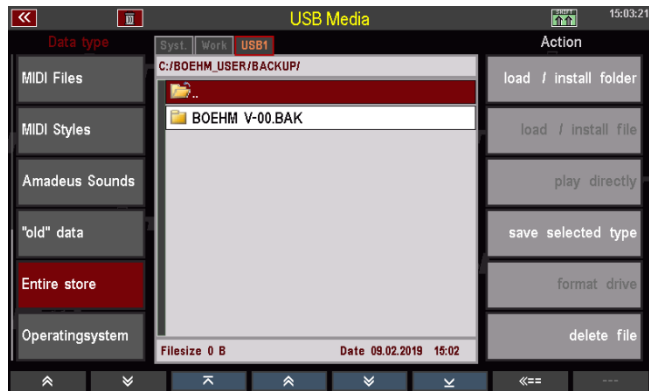 USB Media
SHIFT
15:03:21
Data type
Syst. Work USB1
Action
C:/BOEHM_USER/BACKUP/
MIDI Files
..
load / install folder
BOEHM V-00.BAK
MIDI Styles
load / install file
Amadeus Sounds
play directly
"old" data
save selected type
Entire store
format drive
Operatingsystem
delete file
Filesize 0 B Date 09.02.2019 15:02
<<== ---